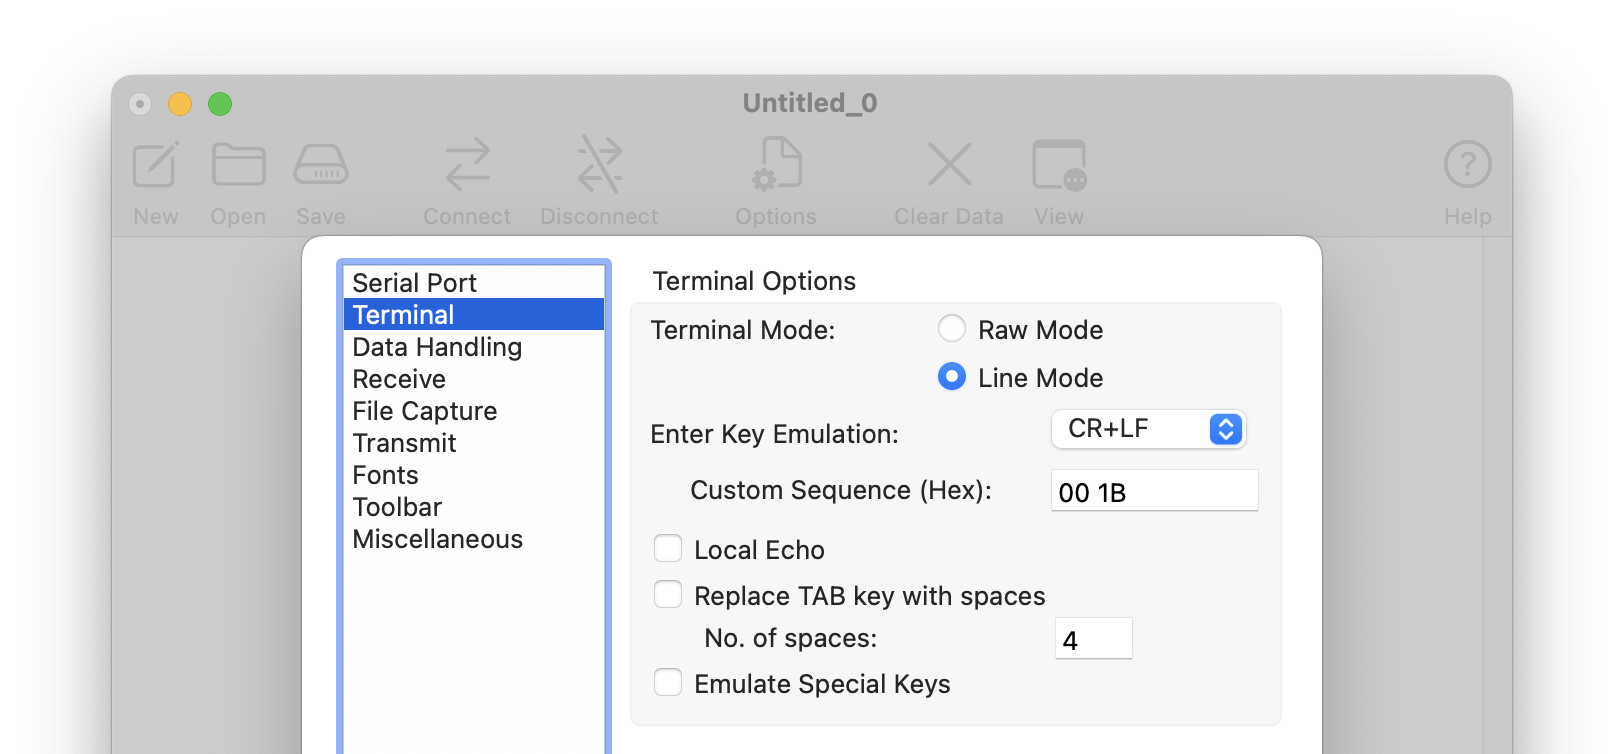 Untitled_0
New Open Save Connect Disconnect Options Clear Data View Help
Serial Port
Terminal
Data Handling
Receive
File Capture
Transmit
Fonts
Toolbar
Miscellaneous
Terminal Options
Terminal Mode: Raw Mode
Line Mode
Enter Key Emulation: CR+LF
Custom Sequence (Hex): 00 1B
Local Echo
Replace TAB key with spaces
No. of spaces: 4
Emulate Special Keys